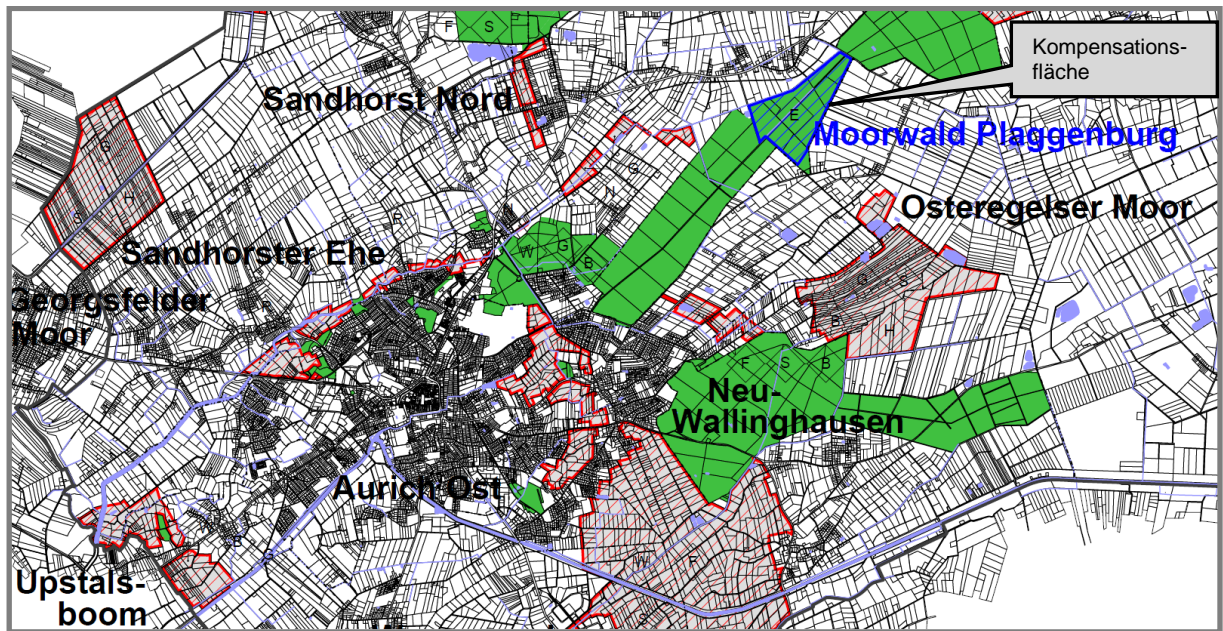 F S
Kompensations-
fläche
Sandhorst Nord
E
Moorwald Plaggenburg
G
S H
G
N
R
Osteregelser Moor
N
Sandhorster Ehe
W G
B
G S
Georgsfelder
Moor
R
B H
F S B
Neu-
Wallinghausen
Aurich Ost
W F
Upstals-
boom